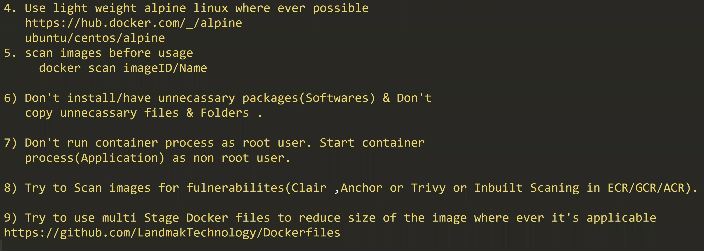 4. Use light weight alpine linux where ever possible
https://hub.docker.com/_/alpine
ubuntu/centos/alpine
5. scan images before usage
docker scan imageID/Name
6) Don't install/have unnecassary packages(Softwares) & Don't
copy unnecassary files & Folders .
7) Don't run container process as root user. Start container
process(Application) as non root user.
8) Try to Scan images for fulnerabilites(Clair ,Anchor or Trivy or Inbuilt Scaning in ECR/GCR/ACR).
9) Try to use multi Stage Docker files to reduce size of the image where ever it's applicable
https://github.com/LandmakTechnology/Dockerfiles